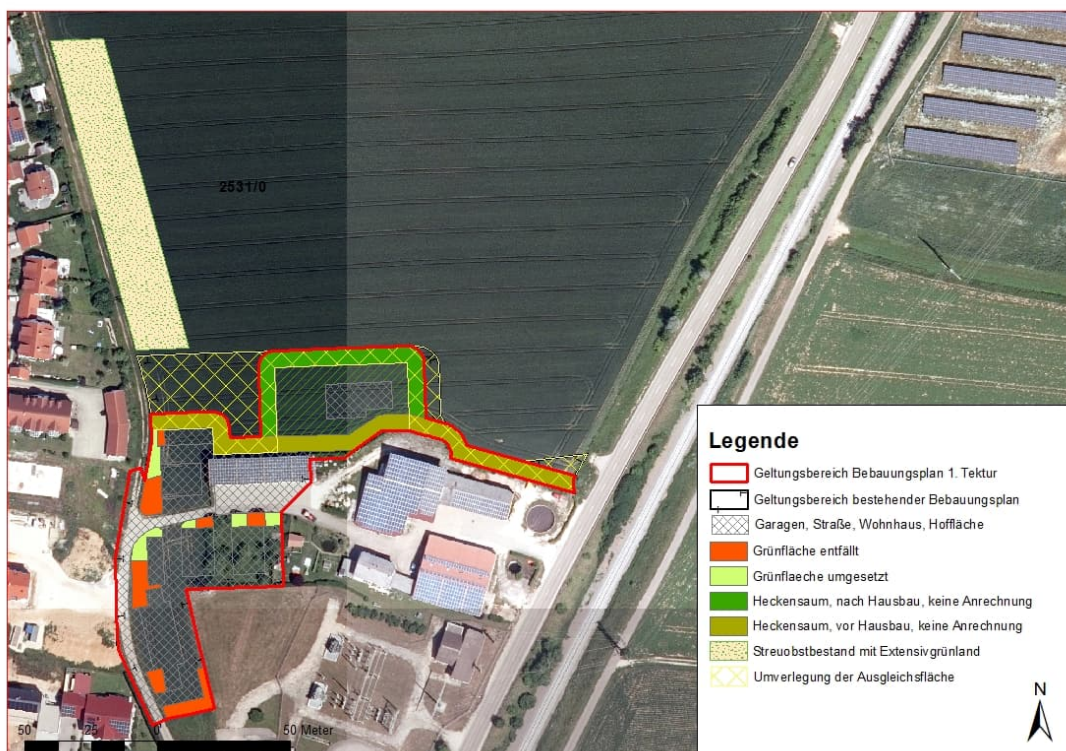 2531/0
Legende
Geltungsbereich Bebauungsplan 1. Tektur
Geltungsbereich bestehender Bebauungsplan
Garagen, Straße, Wohnhaus, Hoffläche
Grünfläche entfällt
Grünflaeche umgesetzt
Heckensaum, nach Hausbau, keine Anrechnung
Heckensaum, vor Hausbau, keine Anrechnung
Streuobstbestand mit Extensivgrünland
Umverlegung der Ausgleichsfläche
N
50 25 0 50 Meter